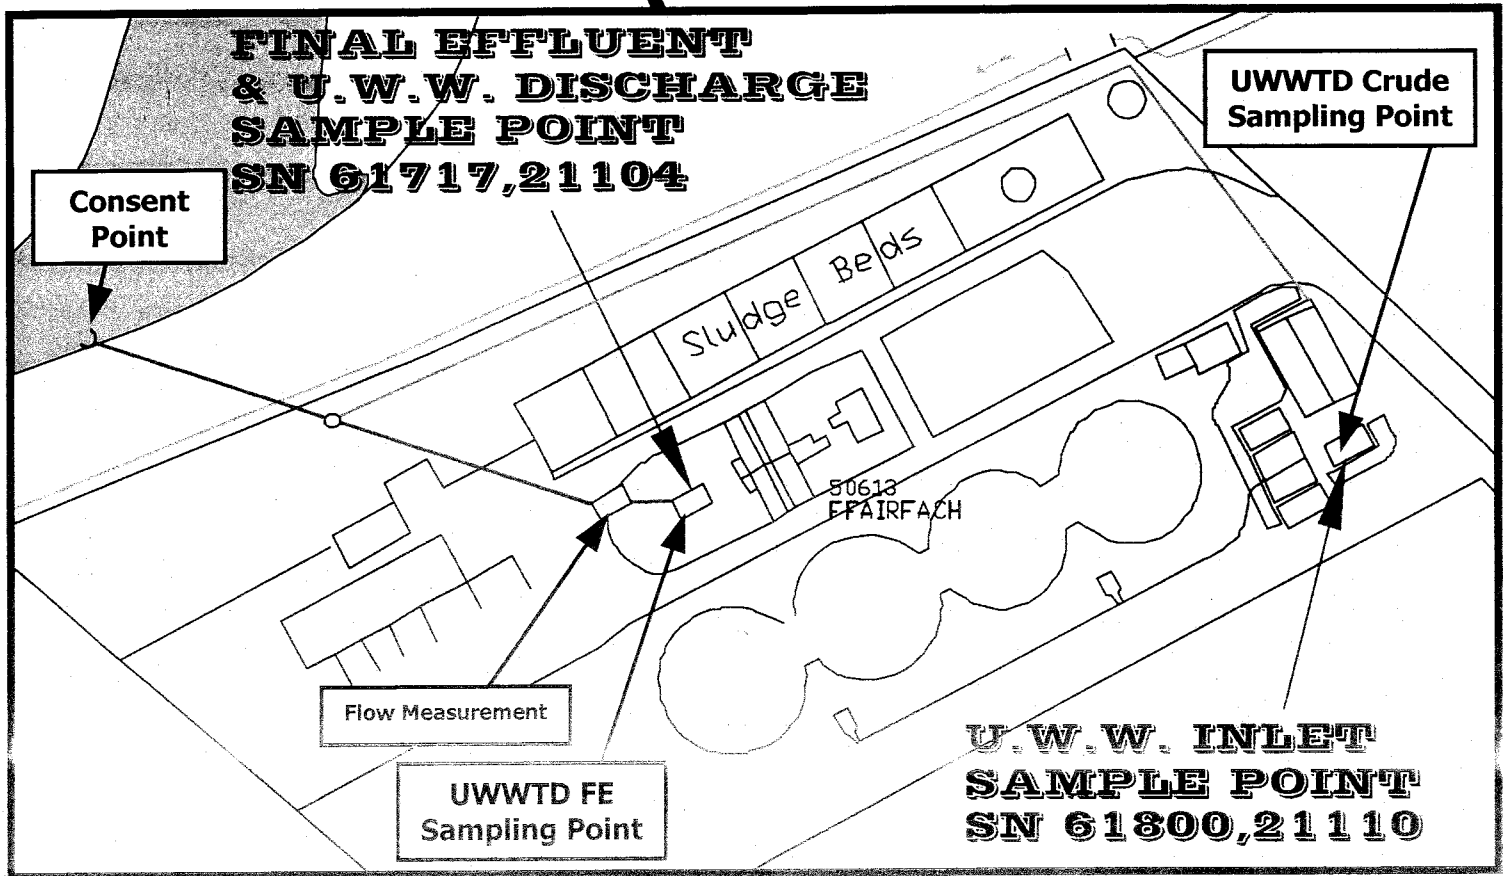 FINAL EFFLUENT
& U.W.W. DISCHARGE
SAMPLE POINT
SN 61717,21104
UWWTD Crude
Sampling Point
Consent
Point
Sludge Beds
50613
FFAIRFACH
Flow Measurement
UWWTD FE
Sampling Point
U.W.W. INLET
SAMPLE POINT
SN 61800,21110